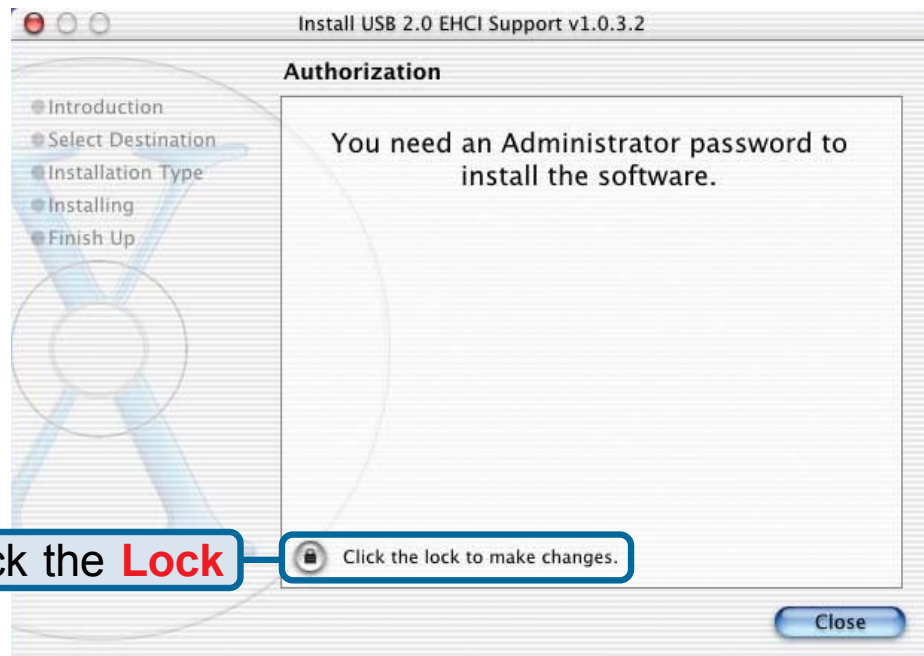 Install USB 2.0 EHCI Support v1.0.3.2
Authorization
Introduction
Select Destination
Installation Type
Installing
Finish Up
You need an Administrator password to
install the software.
ck the Lock
Click the lock to make changes.
Close